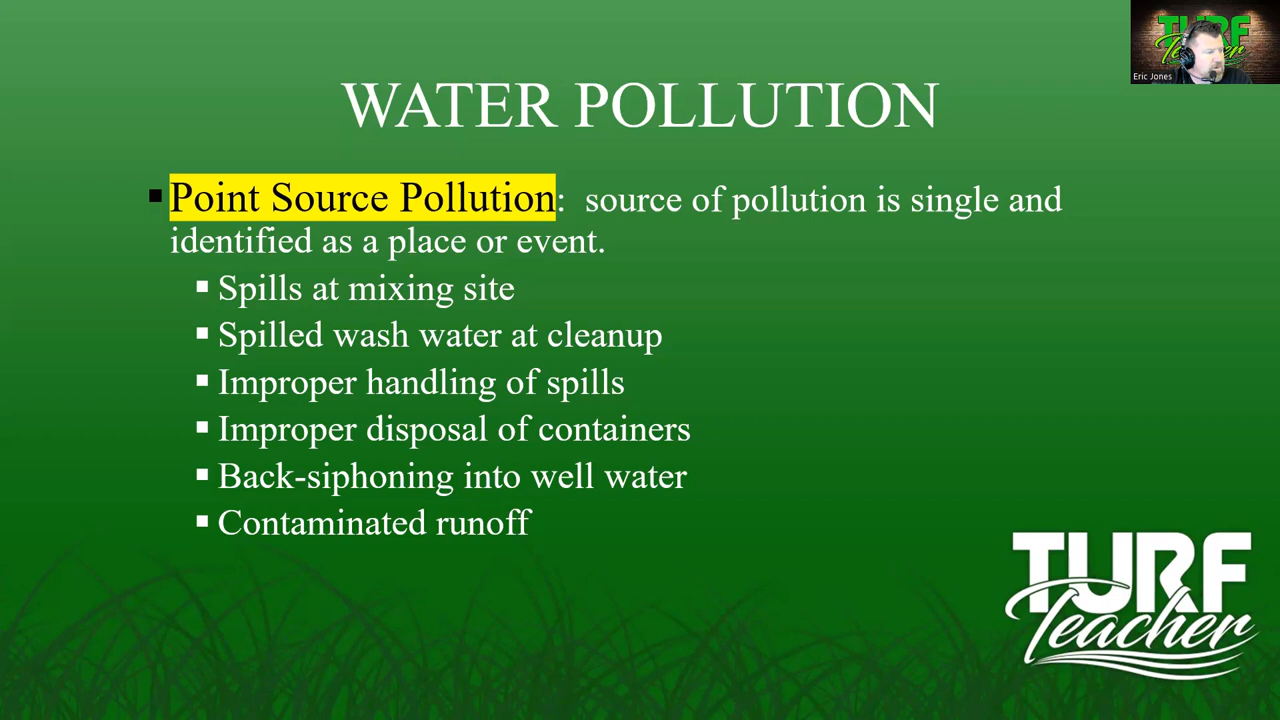 TURF
Teacher
Eric Jones
WATER POLLUTION
▪ Point Source Pollution: source of pollution is single and
identified as a place or event.
▪ Spills at mixing site
▪ Spilled wash water at cleanup
▪ Improper handling of spills
▪ Improper disposal of containers
▪ Back-siphoning into well water
▪ Contaminated runoff
TURF
Teacher